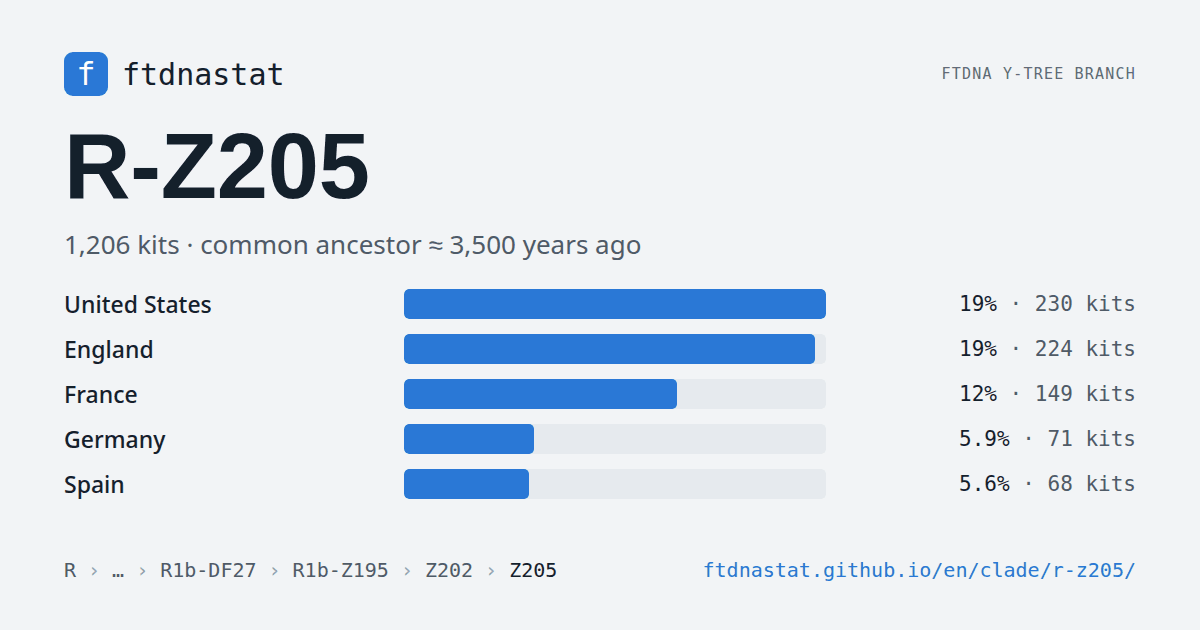 f ftdnastat
FTDNA Y-TREE BRANCH
R-Z205
1,206 kits · common ancestor ≈ 3,500 years ago
United States 19% · 230 kits
England 19% · 224 kits
France 12% · 149 kits
Germany 5.9% · 71 kits
Spain 5.6% · 68 kits
R › … › R1b-DF27 › R1b-Z195 › Z202 › Z205
ftdnastat.github.io/en/clade/r-z205/